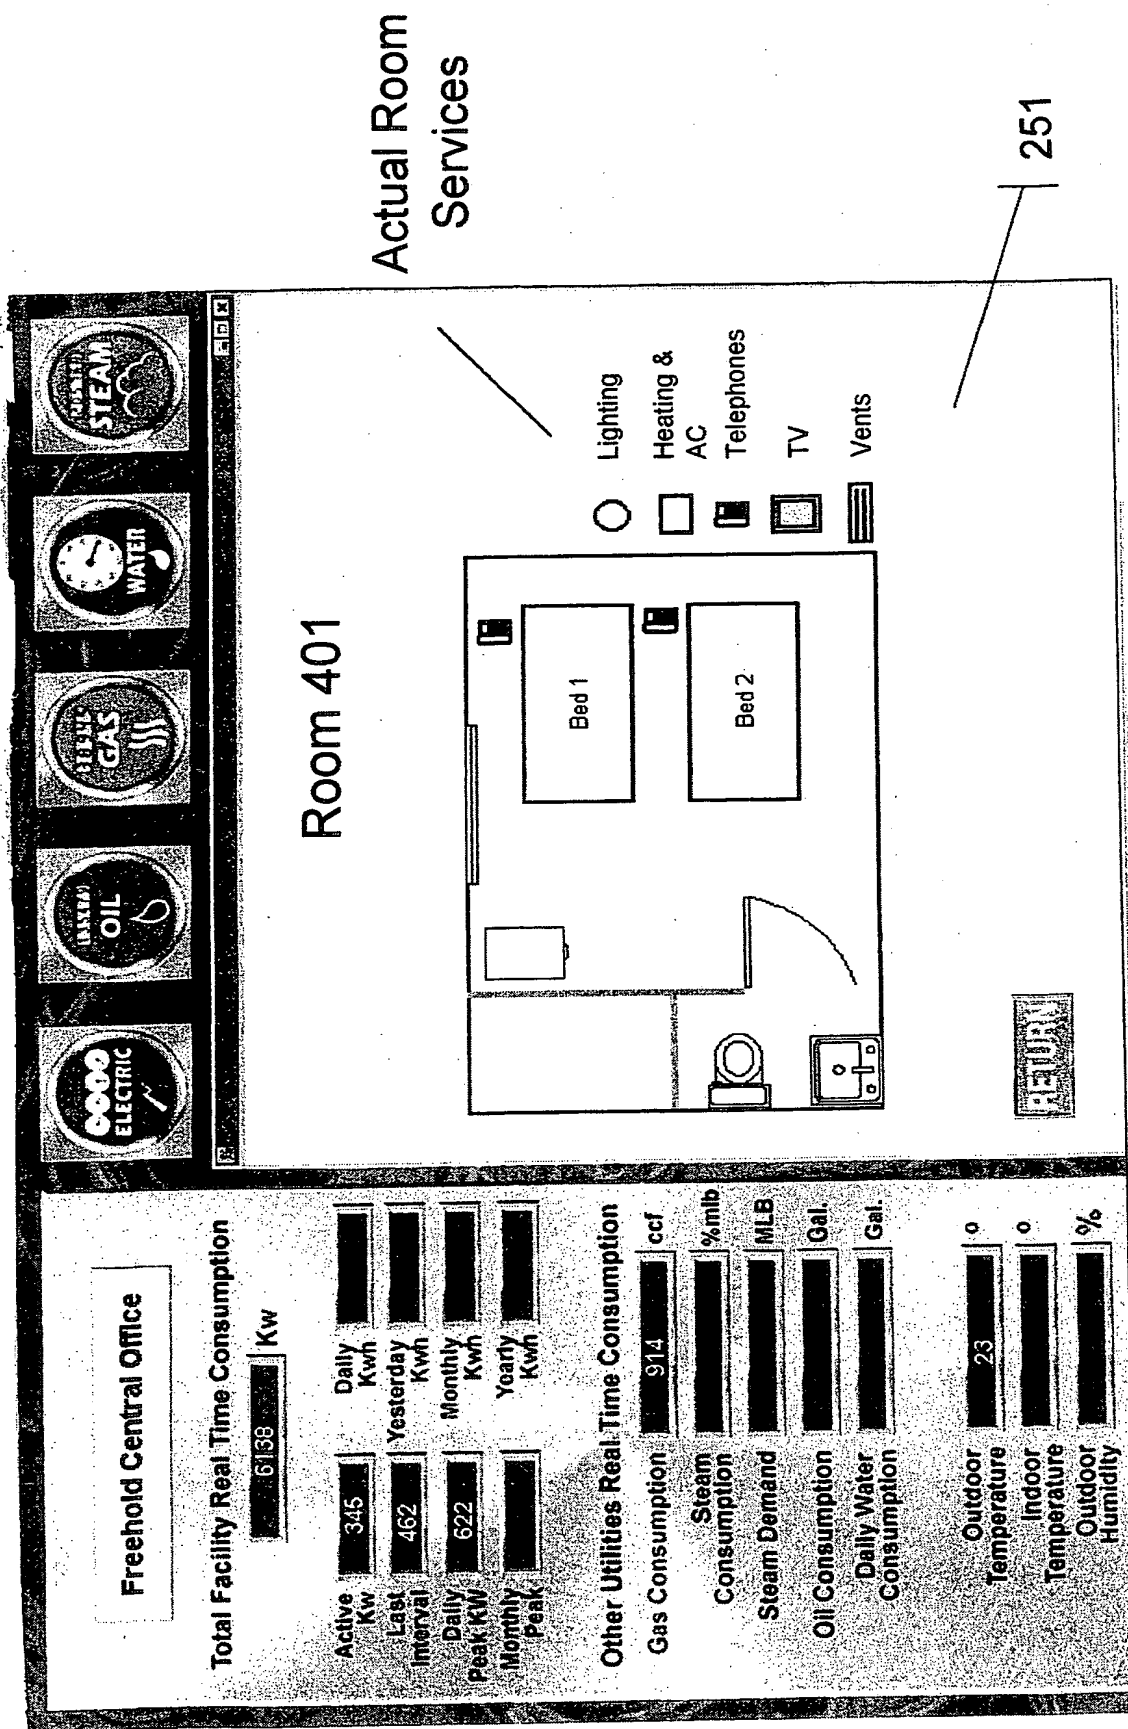 Freehold Central Office
Total Facility Real Time Consumption
6138 Kw
Active Kw 345
Daily Kwh
Last Interval 462
Yesterday Kwh
Daily Peak KW 622
Monthly Kwh
Monthly Peak
Yearly Kwh
Other Utilities Real Time Consumption
Gas Consumption 914 ccf
Steam Consumption %mlb
Steam Demand MLB
Oil Consumption Gal.
Daily Water Consumption Gal.
Outdoor Temperature 23 °
Indoor Temperature °
Outdoor Humidity %
ELECTRIC
OIL
GAS
WATER
STEAM
Room 401
Bed 1
Bed 2
Lighting
Heating &
AC
Telephones
TV
Vents
RETURN
Actual Room
Services
251